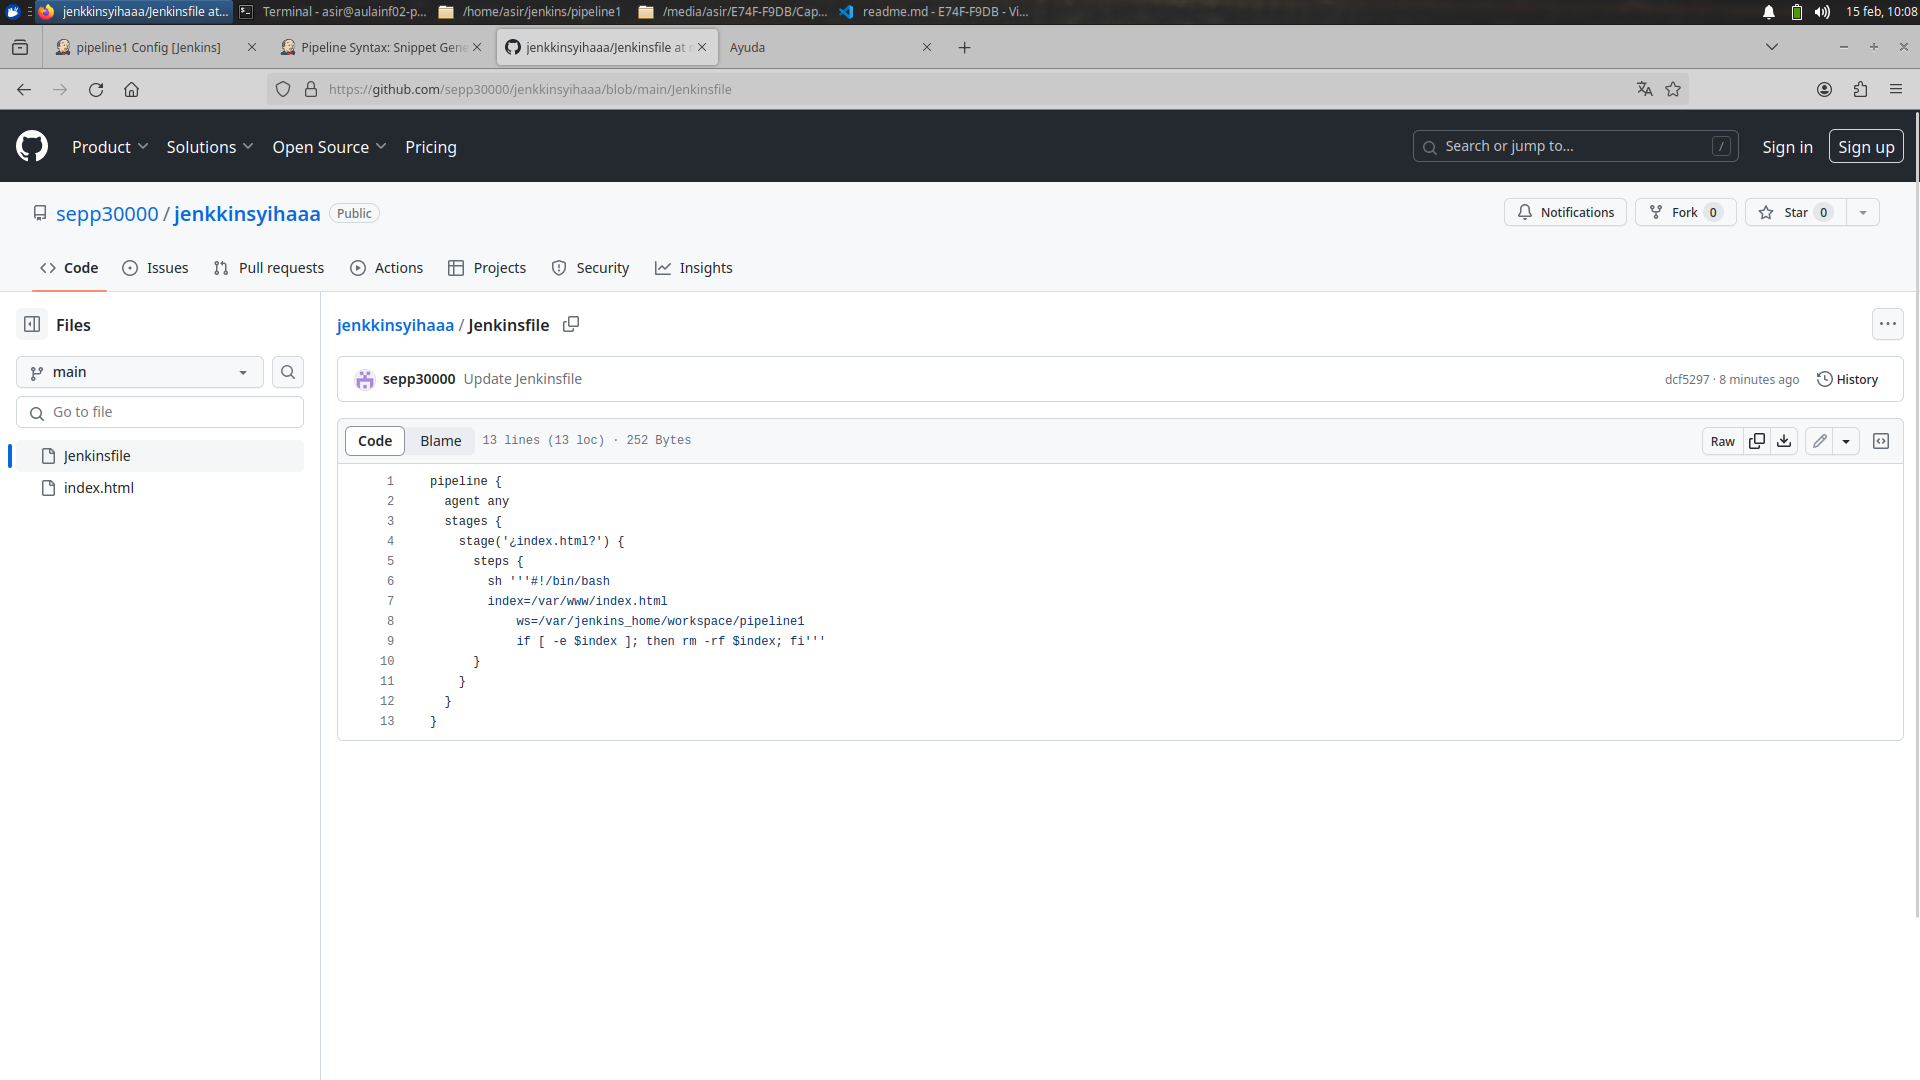 jenkkinsyihaaa/Jenkinsfile at...
Terminal - asir@aulainf02-p...
/home/asir/jenkins/pipeline1
/media/asir/E74F-F9DB/Cap...
readme.md - E74F-F9DB - Vi...
15 feb, 10:08
pipeline1 Config [Jenkins]
Pipeline Syntax: Snippet Gene
jenkkinsyihaaa/Jenkinsfile at
Ayuda
https://github.com/sepp30000/jenkkinsyihaaa/blob/main/Jenkinsfile
Product
Solutions
Open Source
Pricing
Search or jump to...
/
Sign in
Sign up
sepp30000 / jenkkinsyihaaa
Public
Notifications
Fork 0
Star 0
Code
Issues
Pull requests
Actions
Projects
Security
Insights
Files
main
Go to file
Jenkinsfile
index.html
jenkkinsyihaaa / Jenkinsfile
sepp30000 Update Jenkinsfile
dcf5297 · 8 minutes ago
History
Code
Blame
13 lines (13 loc) · 252 Bytes
Raw
1 pipeline {
2 agent any
3 stages {
4 stage('¿index.html?') {
5 steps {
6 sh '''#!/bin/bash
7 index=/var/www/index.html
8 ws=/var/jenkins_home/workspace/pipeline1
9 if [ -e $index ]; then rm -rf $index; fi'''
10 }
11 }
12 }
13 }